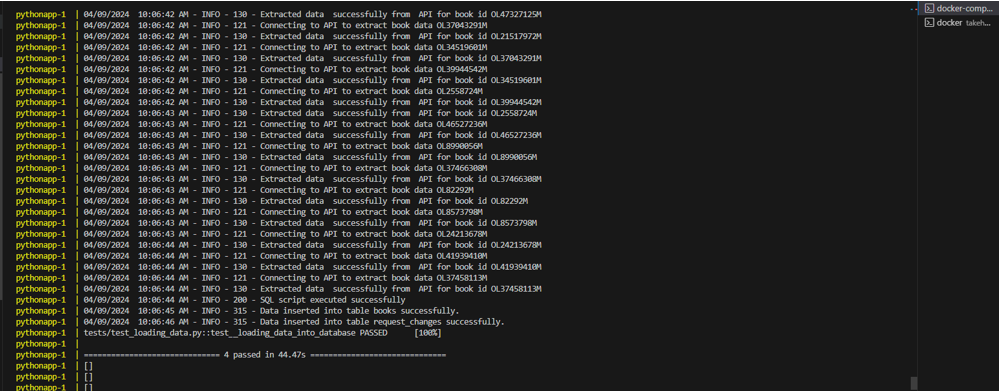 pythonapp-1 | 04/09/2024 10:06:42 AM - INFO - 130 - Extracted data successfully from API for book id OL47327125M
pythonapp-1 | 04/09/2024 10:06:42 AM - INFO - 121 - Connecting to API to extract book data OL37043291M
pythonapp-1 | 04/09/2024 10:06:42 AM - INFO - 130 - Extracted data successfully from API for book id OL21517972M
pythonapp-1 | 04/09/2024 10:06:42 AM - INFO - 121 - Connecting to API to extract book data OL34519601M
pythonapp-1 | 04/09/2024 10:06:42 AM - INFO - 130 - Extracted data successfully from API for book id OL37043291M
pythonapp-1 | 04/09/2024 10:06:42 AM - INFO - 121 - Connecting to API to extract book data OL39944542M
pythonapp-1 | 04/09/2024 10:06:42 AM - INFO - 130 - Extracted data successfully from API for book id OL34519601M
pythonapp-1 | 04/09/2024 10:06:42 AM - INFO - 121 - Connecting to API to extract book data OL2558724M
pythonapp-1 | 04/09/2024 10:06:43 AM - INFO - 130 - Extracted data successfully from API for book id OL39944542M
pythonapp-1 | 04/09/2024 10:06:43 AM - INFO - 130 - Extracted data successfully from API for book id OL2558724M
pythonapp-1 | 04/09/2024 10:06:43 AM - INFO - 121 - Connecting to API to extract book data OL46527236M
pythonapp-1 | 04/09/2024 10:06:43 AM - INFO - 130 - Extracted data successfully from API for book id OL46527236M
pythonapp-1 | 04/09/2024 10:06:43 AM - INFO - 121 - Connecting to API to extract book data OL8990056M
pythonapp-1 | 04/09/2024 10:06:43 AM - INFO - 130 - Extracted data successfully from API for book id OL8990056M
pythonapp-1 | 04/09/2024 10:06:43 AM - INFO - 121 - Connecting to API to extract book data OL37466308M
pythonapp-1 | 04/09/2024 10:06:43 AM - INFO - 130 - Extracted data successfully from API for book id OL37466308M
pythonapp-1 | 04/09/2024 10:06:43 AM - INFO - 121 - Connecting to API to extract book data OL82292M
pythonapp-1 | 04/09/2024 10:06:43 AM - INFO - 130 - Extracted data successfully from API for book id OL82292M
pythonapp-1 | 04/09/2024 10:06:43 AM - INFO - 121 - Connecting to API to extract book data OL8573798M
pythonapp-1 | 04/09/2024 10:06:43 AM - INFO - 130 - Extracted data successfully from API for book id OL8573798M
pythonapp-1 | 04/09/2024 10:06:43 AM - INFO - 121 - Connecting to API to extract book data OL24213678M
pythonapp-1 | 04/09/2024 10:06:44 AM - INFO - 130 - Extracted data successfully from API for book id OL24213678M
pythonapp-1 | 04/09/2024 10:06:44 AM - INFO - 121 - Connecting to API to extract book data OL41939410M
pythonapp-1 | 04/09/2024 10:06:44 AM - INFO - 130 - Extracted data successfully from API for book id OL41939410M
pythonapp-1 | 04/09/2024 10:06:44 AM - INFO - 121 - Connecting to API to extract book data OL37458113M
pythonapp-1 | 04/09/2024 10:06:44 AM - INFO - 130 - Extracted data successfully from API for book id OL37458113M
pythonapp-1 | 04/09/2024 10:06:44 AM - INFO - 200 - SQL script executed successfully
pythonapp-1 | 04/09/2024 10:06:45 AM - INFO - 315 - Data inserted into table books successfully.
pythonapp-1 | 04/09/2024 10:06:46 AM - INFO - 315 - Data inserted into table request_changes successfully.
pythonapp-1 | tests/test_loading_data.py::test__loading_data_into_database PASSED [100%]
pythonapp-1 |
pythonapp-1 | ============================== 4 passed in 44.47s ==============================
pythonapp-1 | []
pythonapp-1 | []
pythonapp-1 | []
docker-comp...
docker takeh...